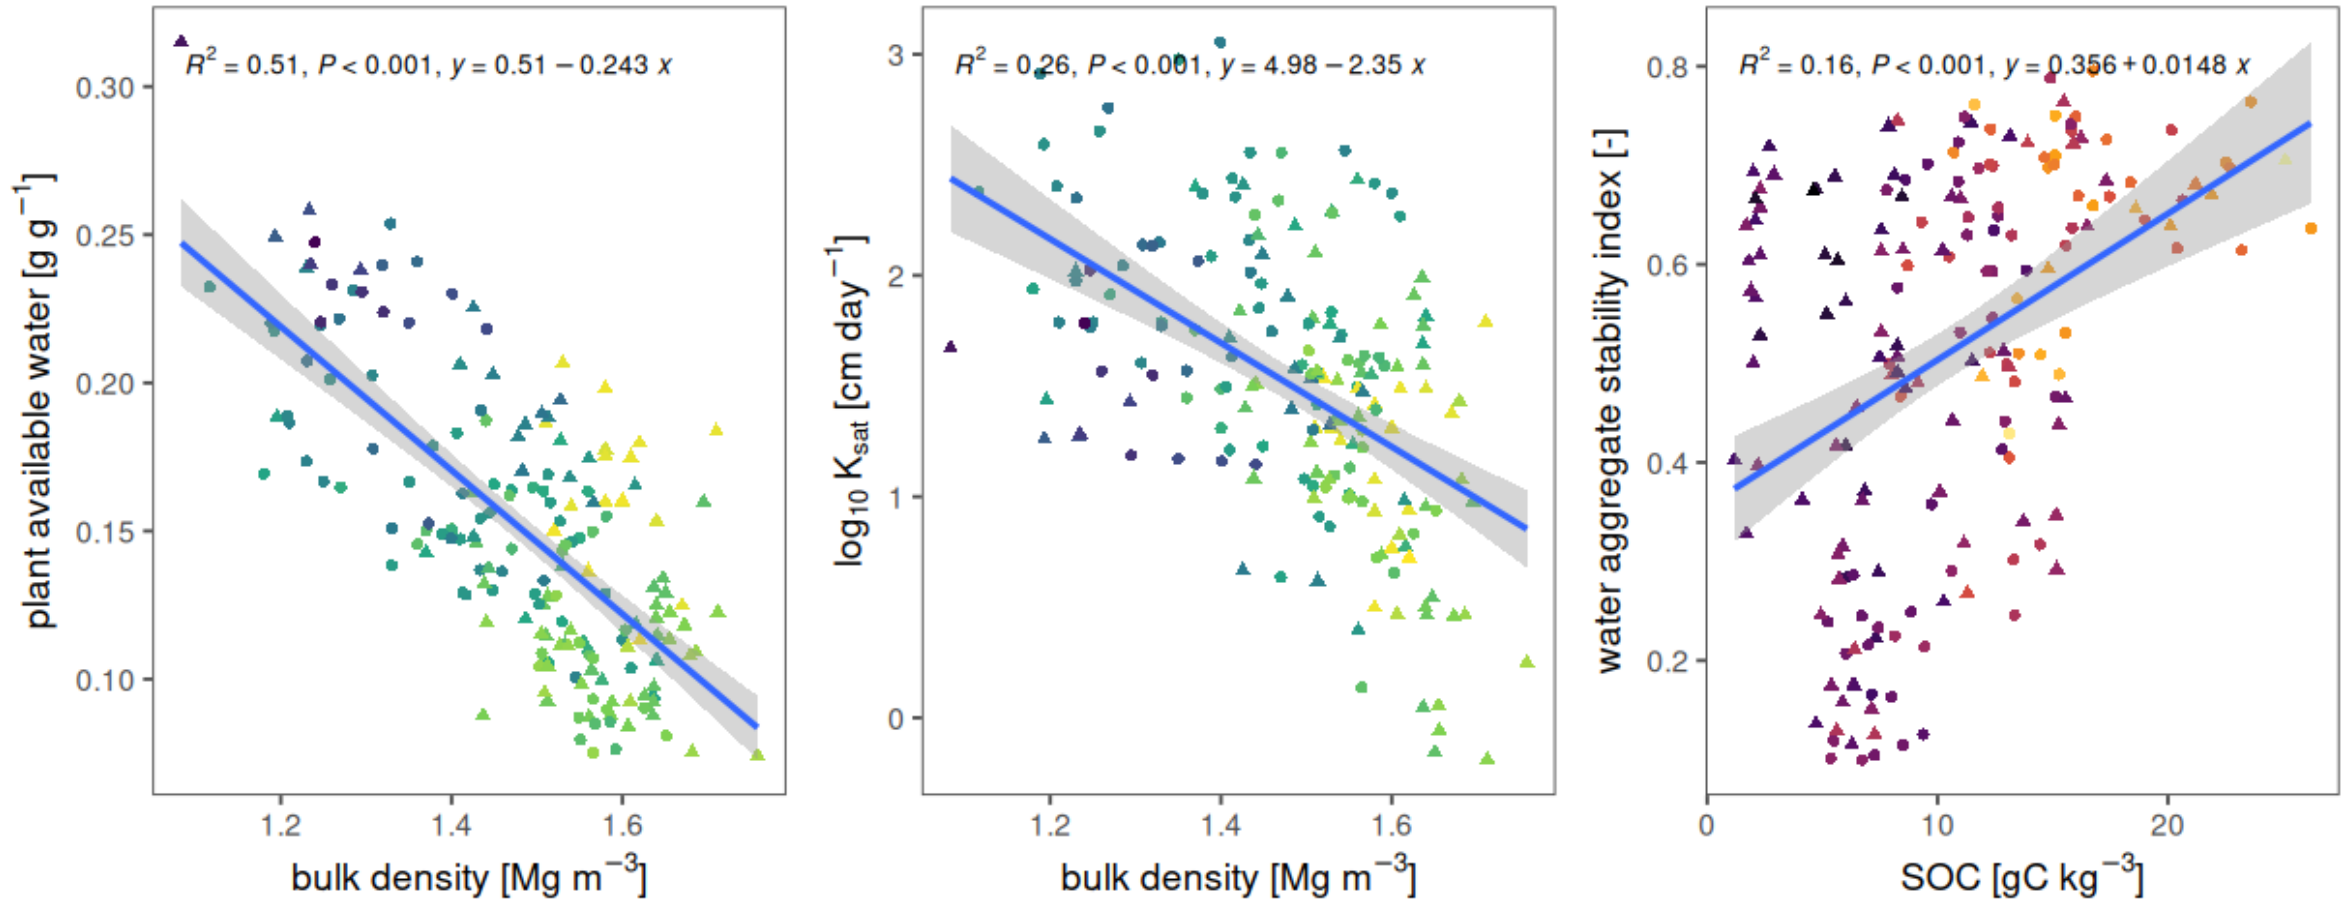 R² = 0.51, P < 0.001, y = 0.51 − 0.243 x
0.30
0.25
0.20
0.15
0.10
plant available water [g g⁻¹]
1.2 1.4 1.6
bulk density [Mg m⁻³]
R² = 0.26, P < 0.001, y = 4.98 − 2.35 x
3
2
1
0
log₁₀ Ksat [cm day⁻¹]
1.2 1.4 1.6
bulk density [Mg m⁻³]
R² = 0.16, P < 0.001, y = 0.356 + 0.0148 x
0.8
0.6
0.4
0.2
water aggregate stability index [-]
0 10 20
SOC [gC kg⁻³]